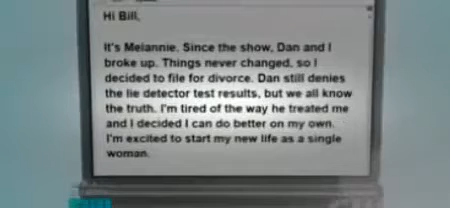 Hi Bill,
It's Melannie. Since the show, Dan and I
broke up. Things never changed, so I
decided to file for divorce. Dan still denies
the lie detector test results, but we all know
the truth. I'm tired of the way he treated me
and I decided I can do better on my own.
I'm excited to start my new life as a single
woman.